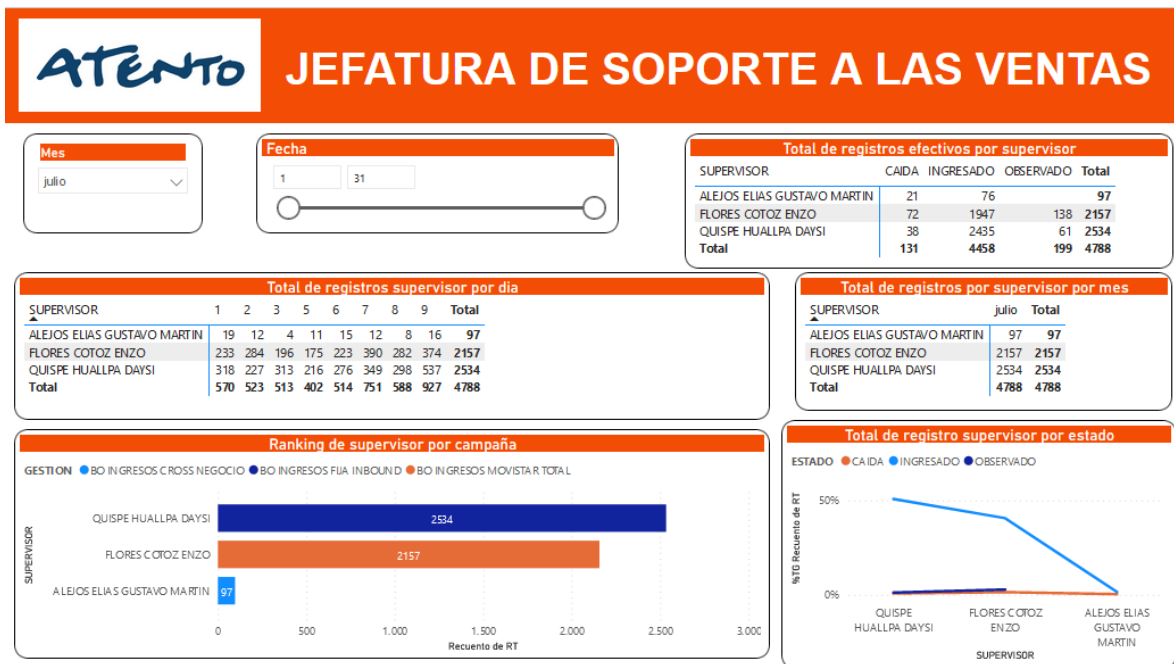 ATENTO
JEFATURA DE SOPORTE A LAS VENTAS
Mes
julio
Fecha
1 31
Total de registros efectivos por supervisor
SUPERVISOR CAIDA INGRESADO OBSERVADO Total
ALEJOS ELIAS GUSTAVO MARTIN 21 76 97
FLORES COTOZ ENZO 72 1947 138 2157
QUISPE HUALLPA DAYSI 38 2435 61 2534
Total 131 4458 199 4788
Total de registros supervisor por dia
SUPERVISOR 1 2 3 5 6 7 8 9 Total
ALEJOS ELIAS GUSTAVO MARTIN 19 12 4 11 15 12 8 16 97
FLORES COTOZ ENZO 233 284 196 175 223 390 282 374 2157
QUISPE HUALLPA DAYSI 318 227 313 216 276 349 298 537 2534
Total 570 523 513 402 514 751 588 927 4788
Total de registros por supervisor por mes
SUPERVISOR julio Total
ALEJOS ELIAS GUSTAVO MARTIN 97 97
FLORES COTOZ ENZO 2157 2157
QUISPE HUALLPA DAYSI 2534 2534
Total 4788 4788
Ranking de supervisor por campaña
GESTION BO INGRESOS CROSS NEGOCIO BO INGRESOS FIJA INBOUND BO INGRESOS MOVISTAR TOTAL
SUPERVISOR
QUISPE HUALLPA DAYSI 2534
FLORES COTOZ ENZO 2157
ALEJOS ELIAS GUSTAVO MARTIN 97
0 500 1.000 1.500 2.000 2.500 3.000
Recuento de RT
Total de registro supervisor por estado
ESTADO CAIDA INGRESADO OBSERVADO
%TG Recuento de RT
50%
0%
QUISPE FLORES COTOZ ALEJOS ELIAS
HUALLPA DAYSI ENZO GUSTAVO
MARTIN
SUPERVISOR